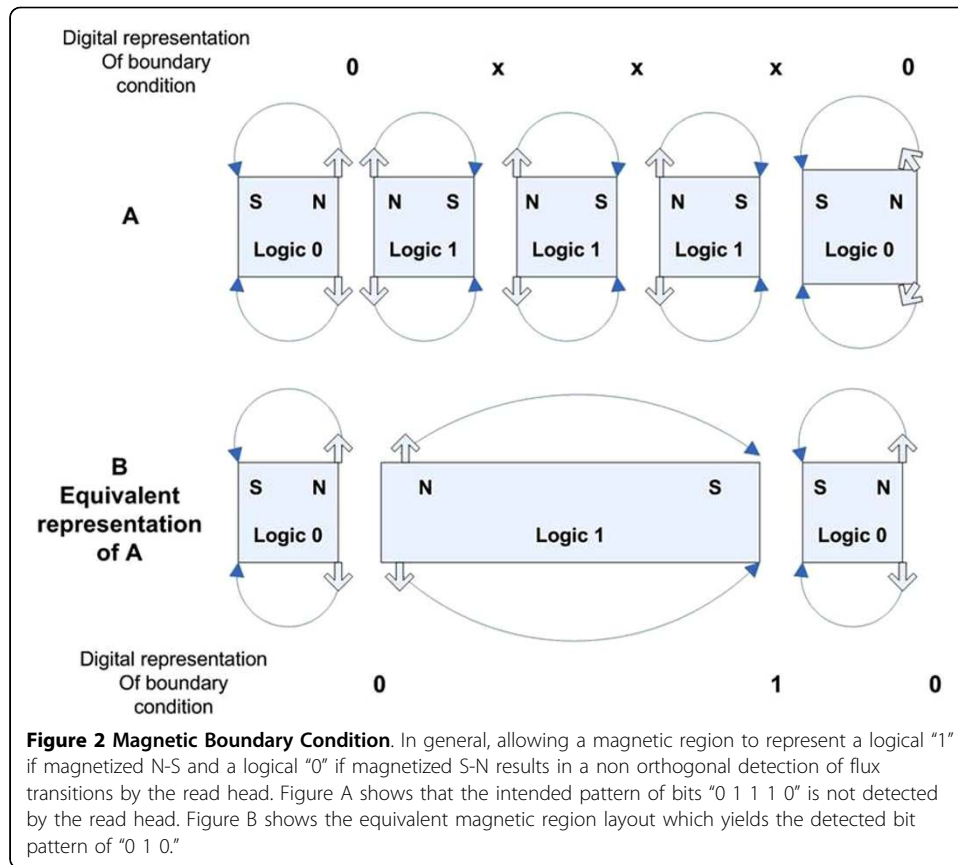 Digital representation
Of boundary
condition
0 x x x 0
A
S N N S N S N S S N
Logic 0 Logic 1 Logic 1 Logic 1 Logic 0
B
Equivalent
representation
of A
S N N S S N
Logic 0 Logic 1 Logic 0
Digital representation
Of boundary
condition
0 1 0
Figure 2 Magnetic Boundary Condition. In general, allowing a magnetic region to represent a logical “1”
if magnetized N-S and a logical “0” if magnetized S-N results in a non orthogonal detection of flux
transitions by the read head. Figure A shows that the intended pattern of bits “0 1 1 1 0” is not detected
by the read head. Figure B shows the equivalent magnetic region layout which yields the detected bit
pattern of “0 1 0.”